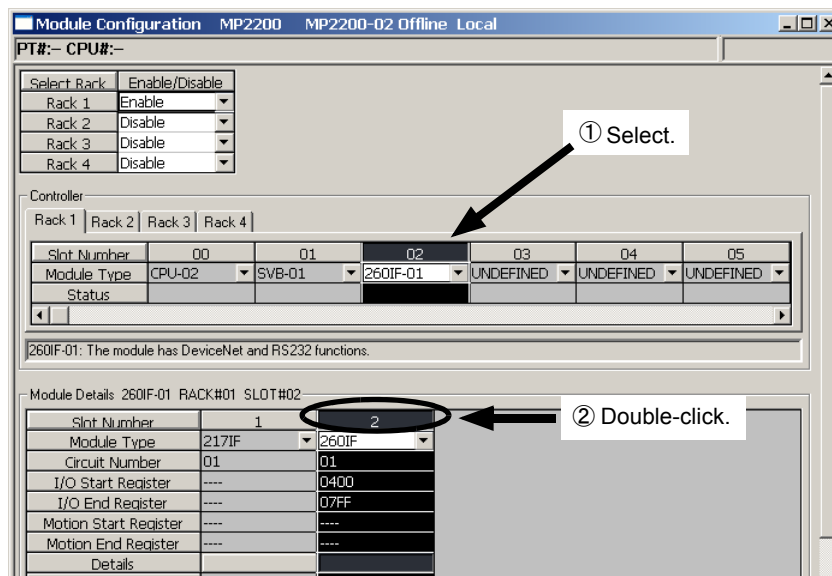 Module Configuration MP2200 MP2200-02 Offline Local
PT#:– CPU#:–
Select Rack Enable/Disable
Rack 1 Enable
Rack 2 Disable
Rack 3 Disable
Rack 4 Disable
① Select.
Controller
Rack 1 Rack 2 Rack 3 Rack 4
Slot Number 00 01 02 03 04 05
Module Type CPU-02 SVB-01 260IF-01 UNDEFINED UNDEFINED UNDEFINED
Status
260IF-01: The module has DeviceNet and RS232 functions.
Module Details 260IF-01 RACK#01 SLOT#02
Slot Number 1 2
② Double-click.
Module Type 217IF 260IF
Circuit Number 01 01
I/O Start Register ---- 0400
I/O End Register ---- 07FF
Motion Start Register ---- ----
Motion End Register ---- ----
Details